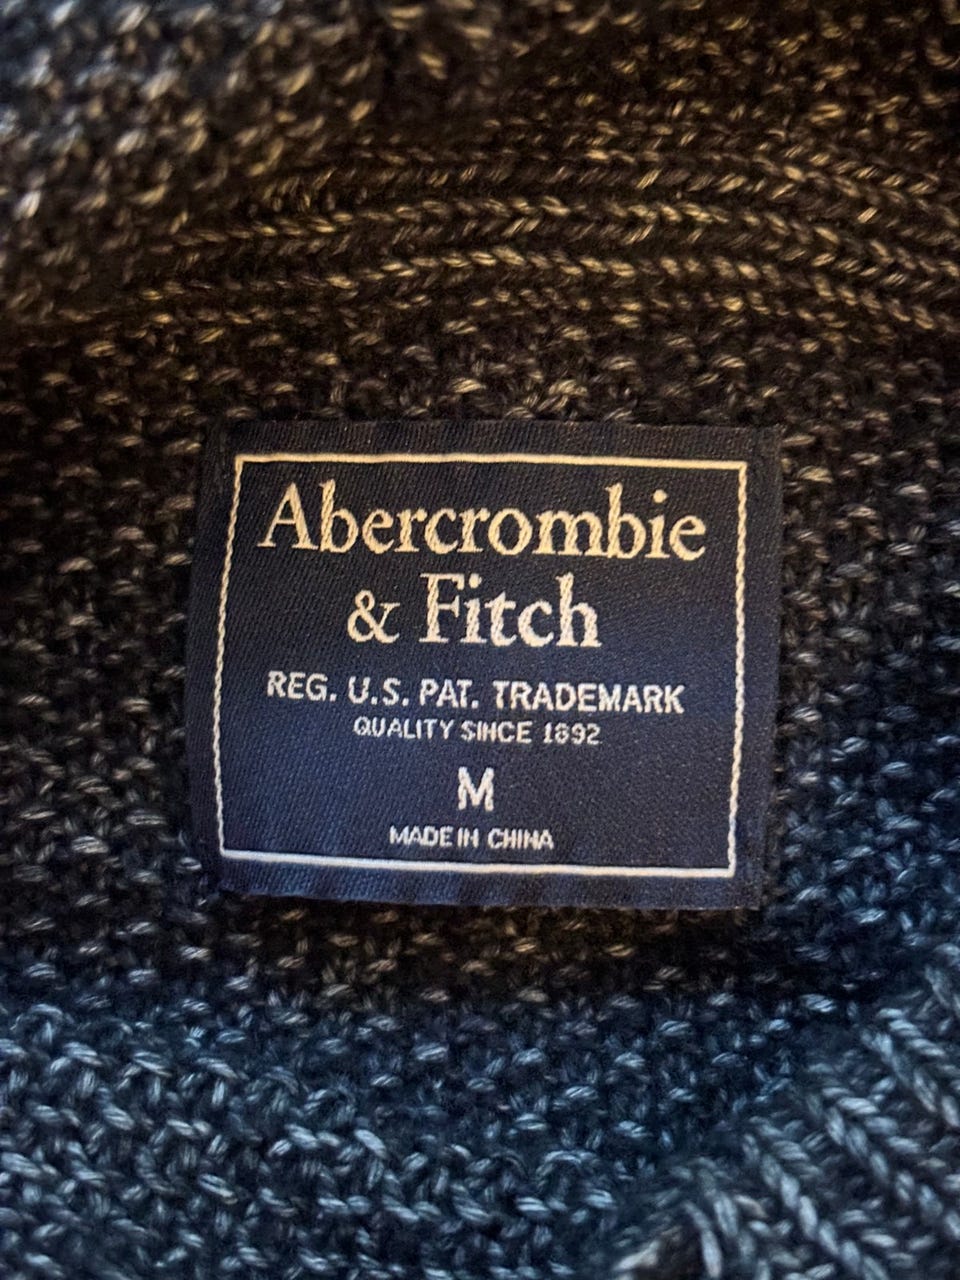 Abercrombie
& Fitch
REG. U.S. PAT. TRADEMARK
QUALITY SINCE 1892
M
MADE IN CHINA